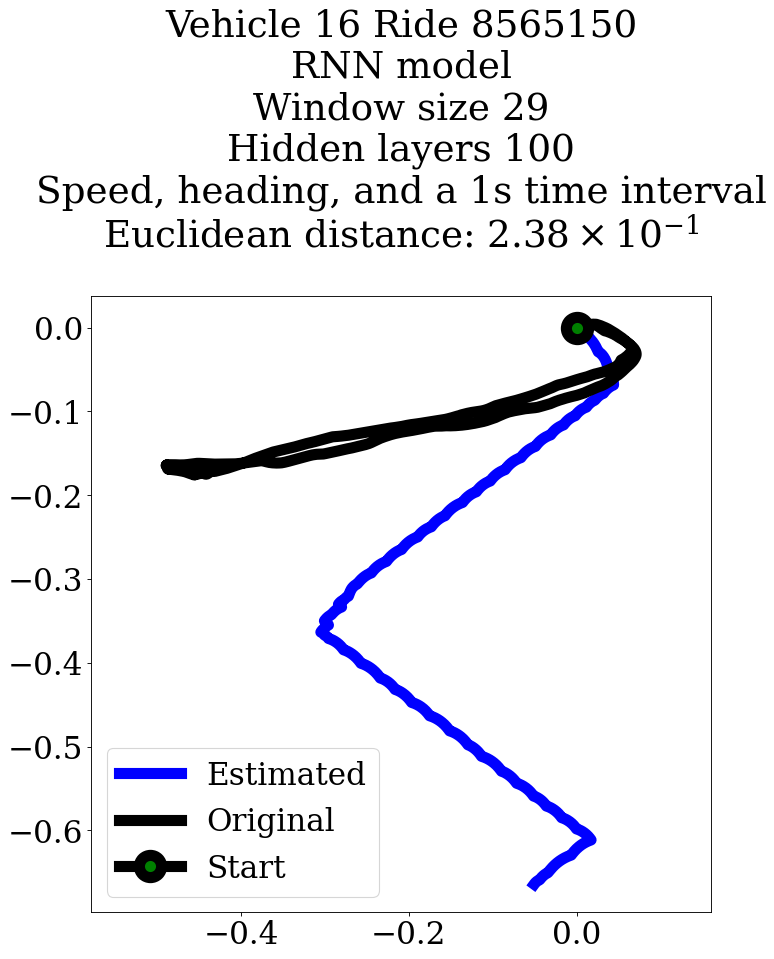 Vehicle 16 Ride 8565150
RNN model
Window size 29
Hidden layers 100
Speed, heading, and a 1s time interval
Euclidean distance: 2.38 × 10⁻¹
0.0
−0.1
−0.2
−0.3
−0.4
−0.5
−0.6
Estimated
Original
Start
−0.4 −0.2 0.0